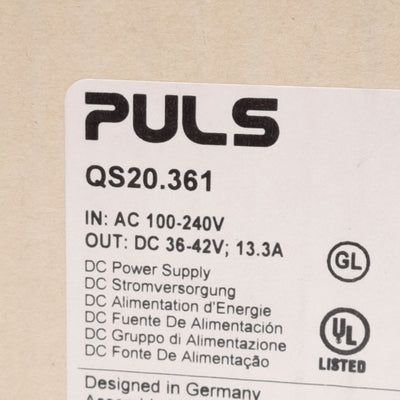 PULS
QS20.361
IN: AC 100-240V
OUT: DC 36-42V; 13.3A
GL
DC Power Supply
DC Stromversorgung
DC Alimentation d'Energie
DC Fuente De Alimentación
DC Gruppo di Alimentazione
DC Fonte De Alimentação
UL
LISTED
Designed in Germany